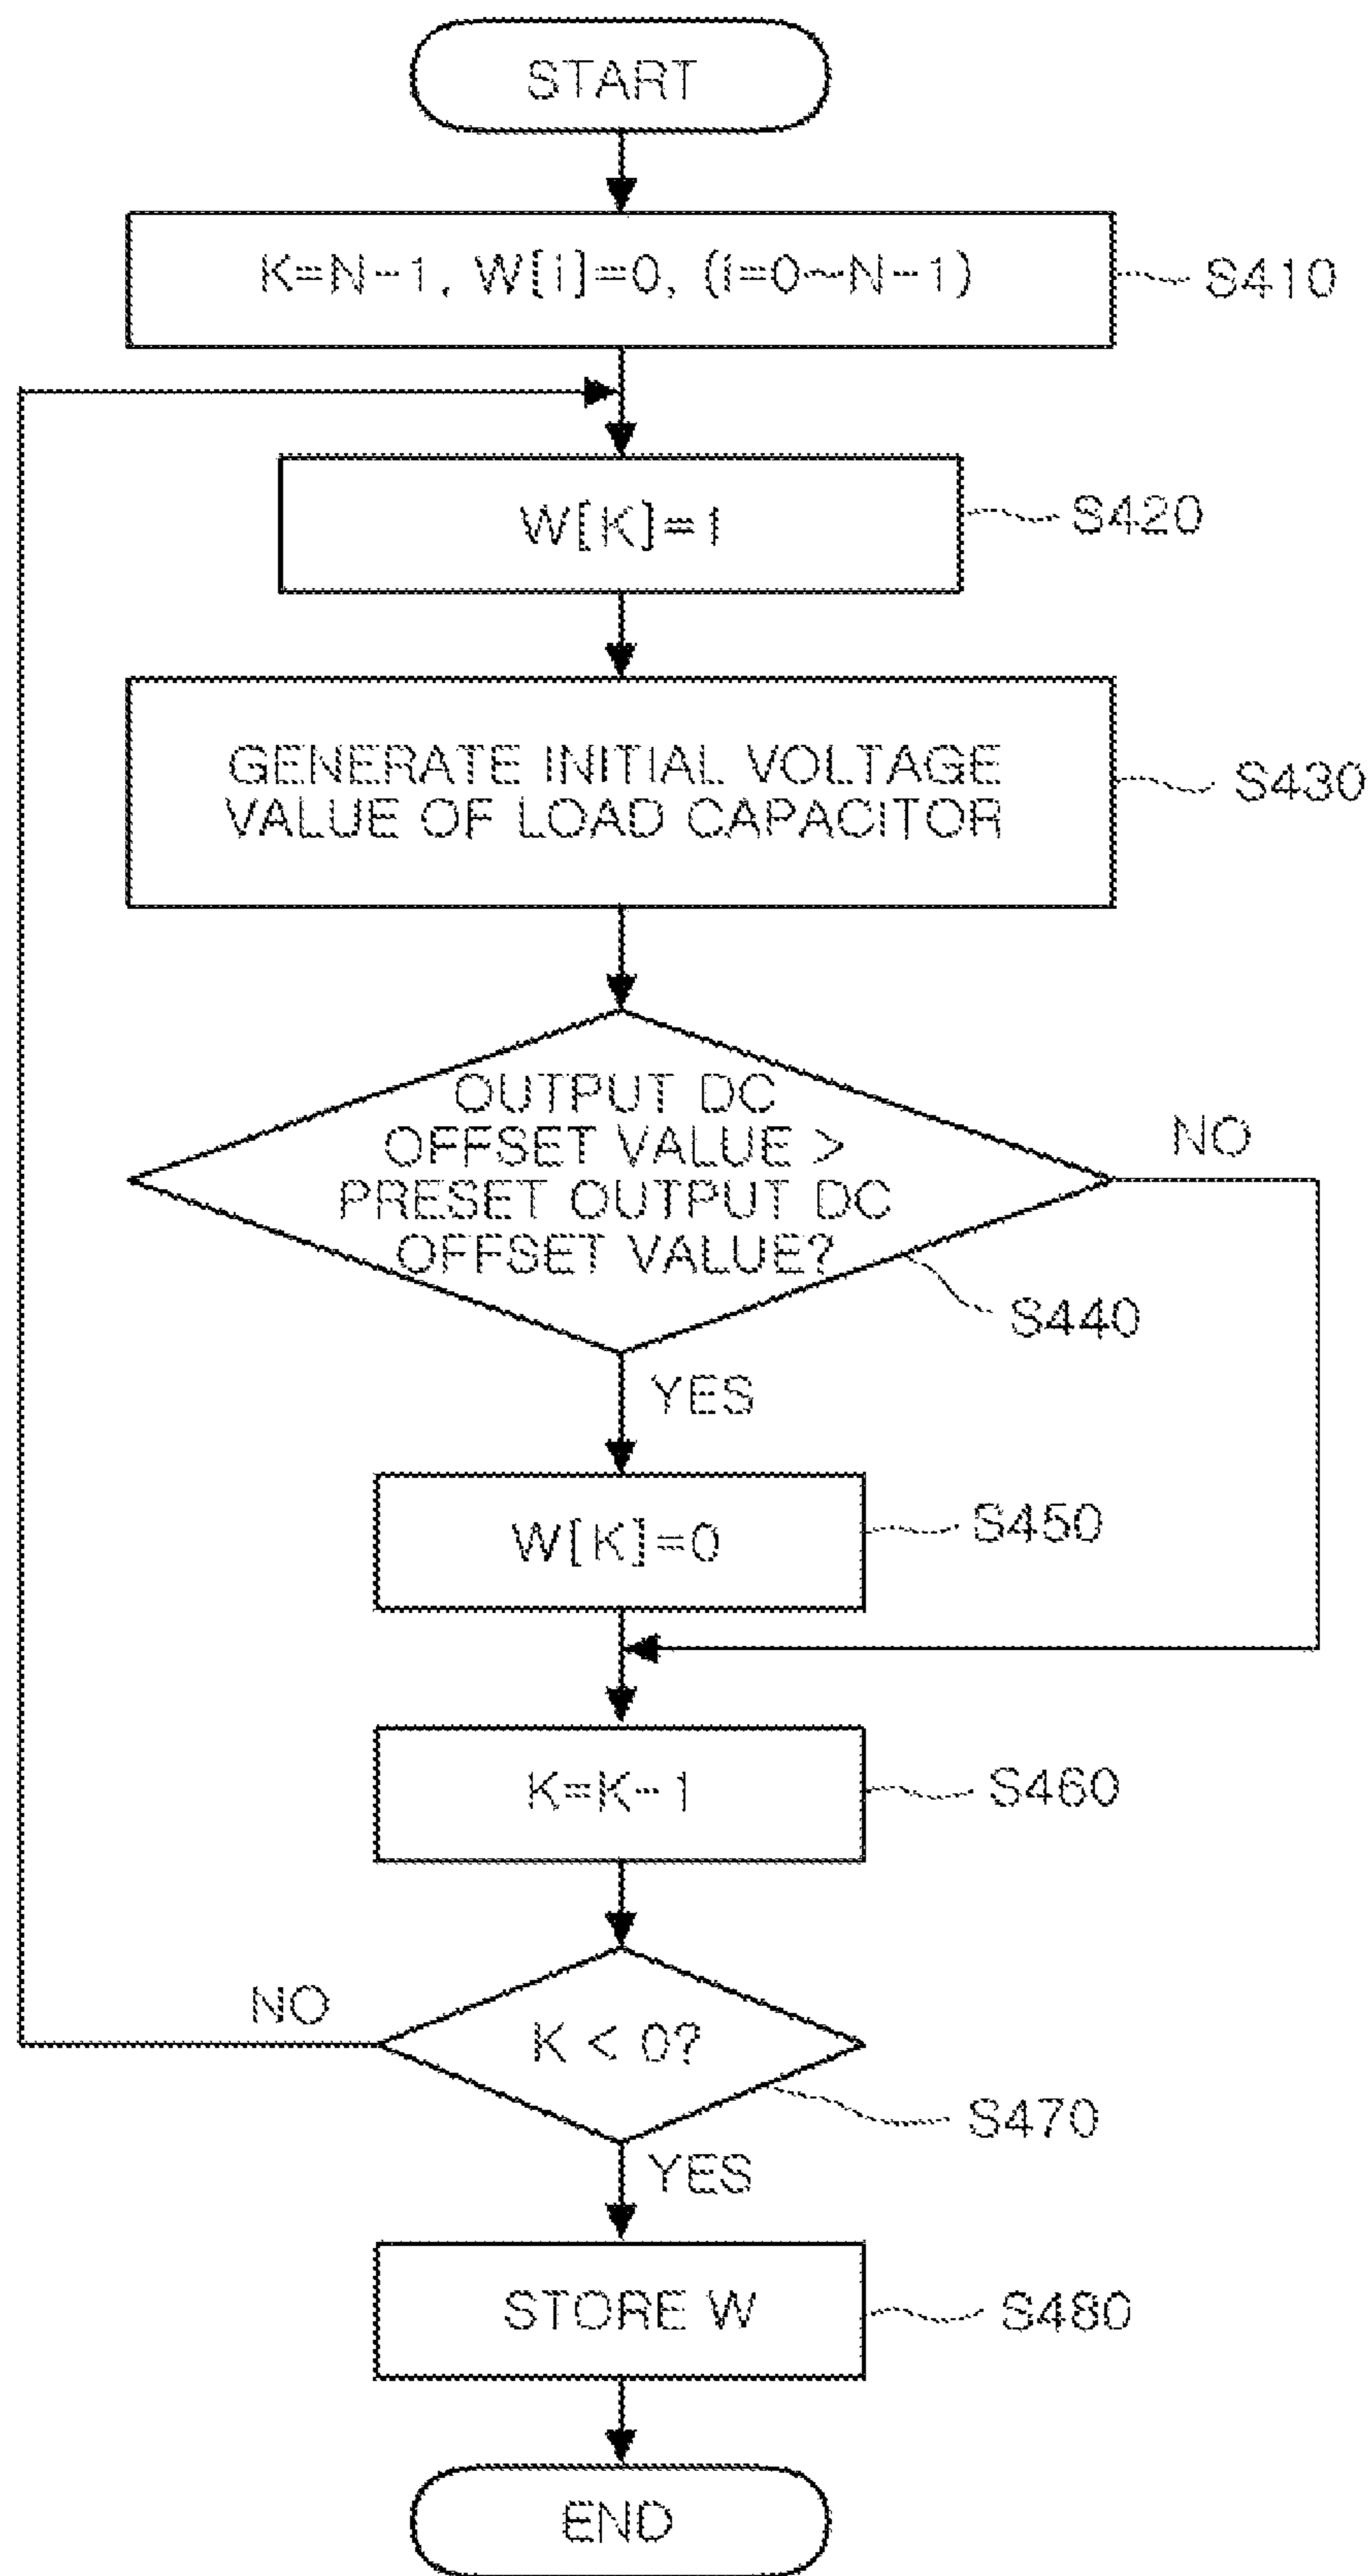 START
K=N-1, W[i]=0, (i=0~N-1)
S410
W[K]=1
S420
GENERATE INITIAL VOLTAGE
VALUE OF LOAD CAPACITOR
S430
OUTPUT DC
OFFSET VALUE >
PRESET OUTPUT DC
OFFSET VALUE?
NO
S440
YES
W[K]=0
S450
K=K-1
S460
NO
K < 0?
S470
YES
STORE W
S480
END